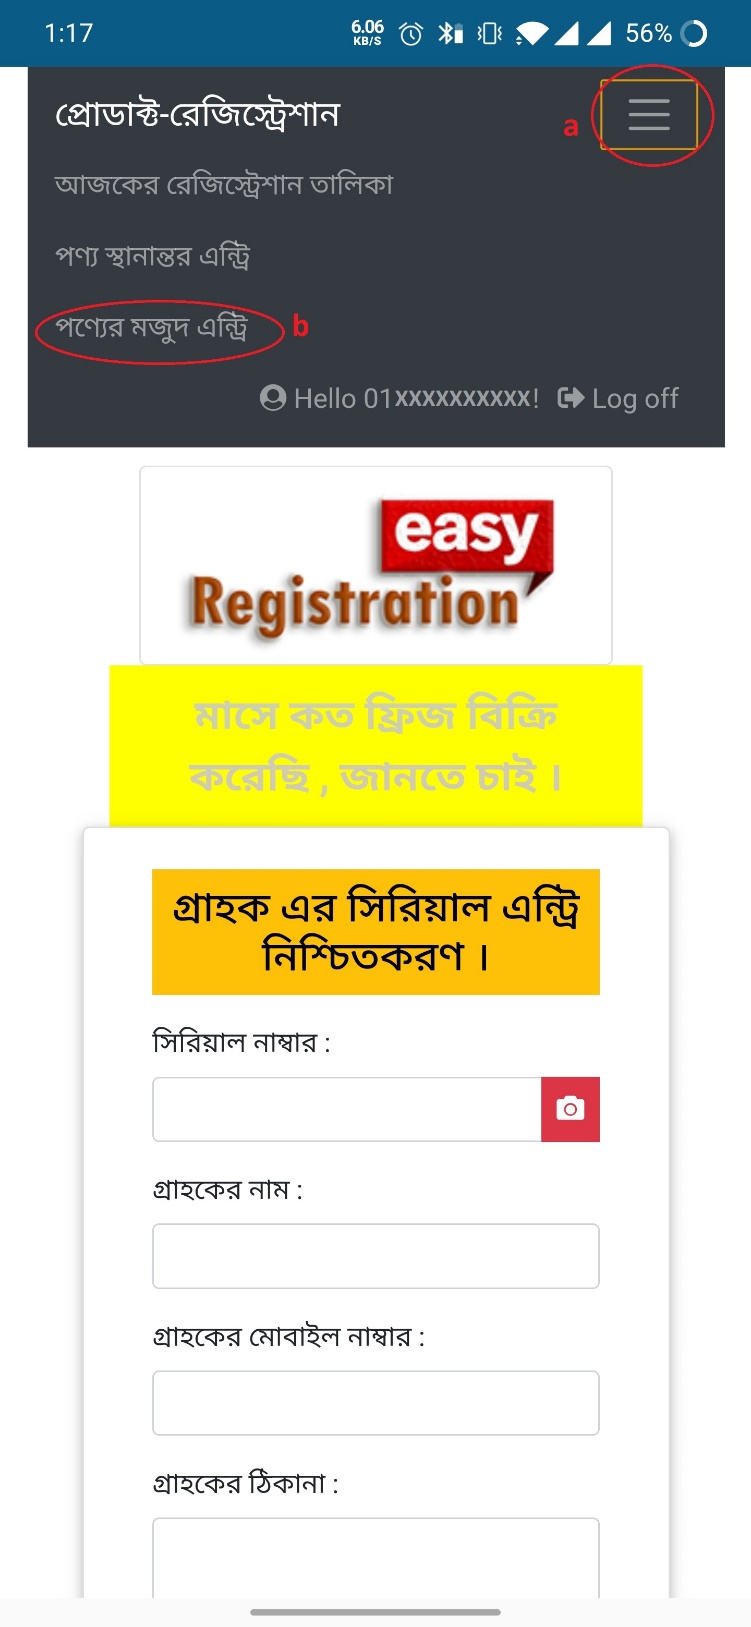 1:17 6.06 KB/S 56%
প্রোডাক্ট-রেজিস্ট্রেশান
a
আজকের রেজিস্ট্রেশান তালিকা
পণ্য স্থানান্তর এন্ট্রি
পণ্যের মজুদ এন্ট্রি b
Hello 01xxxxxxxxxx! Log off
easy
Registration
মাসে কত ফ্রিজ বিক্রি
করেছি , জানতে চাই ।
গ্রাহক এর সিরিয়াল এন্ট্রি
নিশ্চিতকরণ ।
সিরিয়াল নাম্বার :
গ্রাহকের নাম :
গ্রাহকের মোবাইল নাম্বার :
গ্রাহকের ঠিকানা :